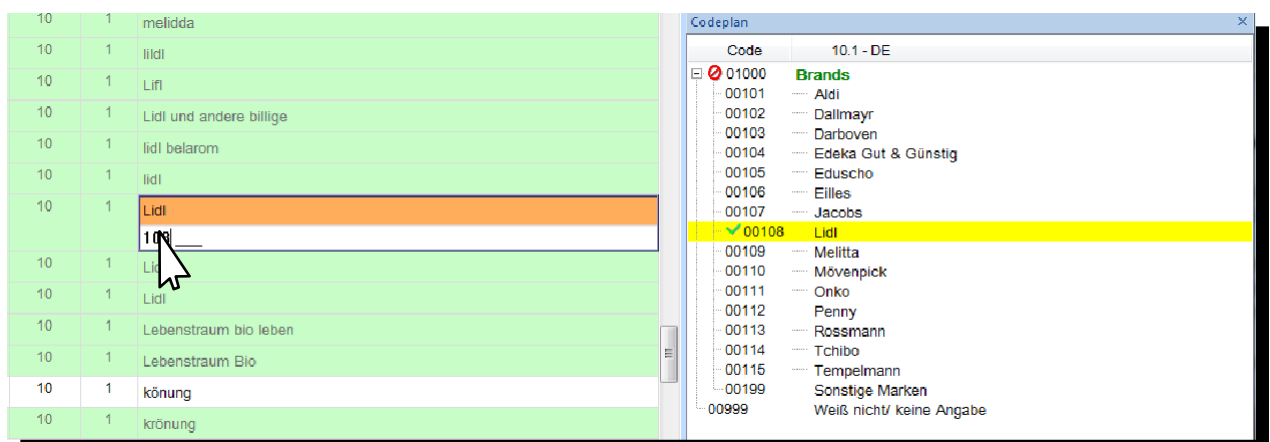 10 1 melidda
10 1 lildl
10 1 Lifl
10 1 Lidl und andere billige
10 1 lidl belarom
10 1 lidl
10 1 Lidl
108___
10 1 Lidl
10 1 Lidl
10 1 Lebenstraum bio leben
10 1 Lebenstraum Bio
10 1 könung
10 1 krönung
Codeplan
Code 10.1 - DE
01000 Brands
00101 Aldi
00102 Dallmayr
00103 Darboven
00104 Edeka Gut & Günstig
00105 Eduscho
00106 Eilles
00107 Jacobs
00108 Lidl
00109 Melitta
00110 Mövenpick
00111 Onko
00112 Penny
00113 Rossmann
00114 Tchibo
00115 Tempelmann
00199 Sonstige Marken
00999 Weiß nicht/ keine Angabe